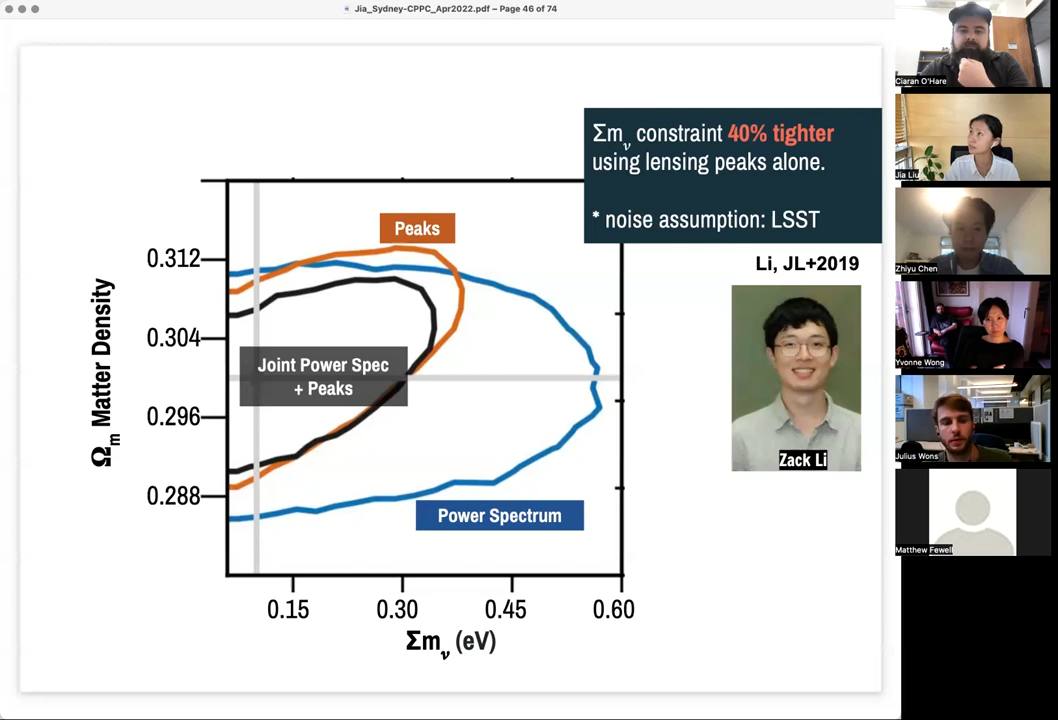 Jia_Sydney-CPPC_Apr2022.pdf – Page 46 of 74
Σmν constraint 40% tighter
using lensing peaks alone.
* noise assumption: LSST
Li, JL+2019
Zack Li
Peaks
Joint Power Spec
+ Peaks
Power Spectrum
Ωm Matter Density
0.312
0.304
0.296
0.288
0.15
0.30
0.45
0.60
Σmν (eV)
Ciaran O'Hare
Jia Liu
Zhiyu Chen
Yvonne Wong
Julius Wons
Matthew Fewell